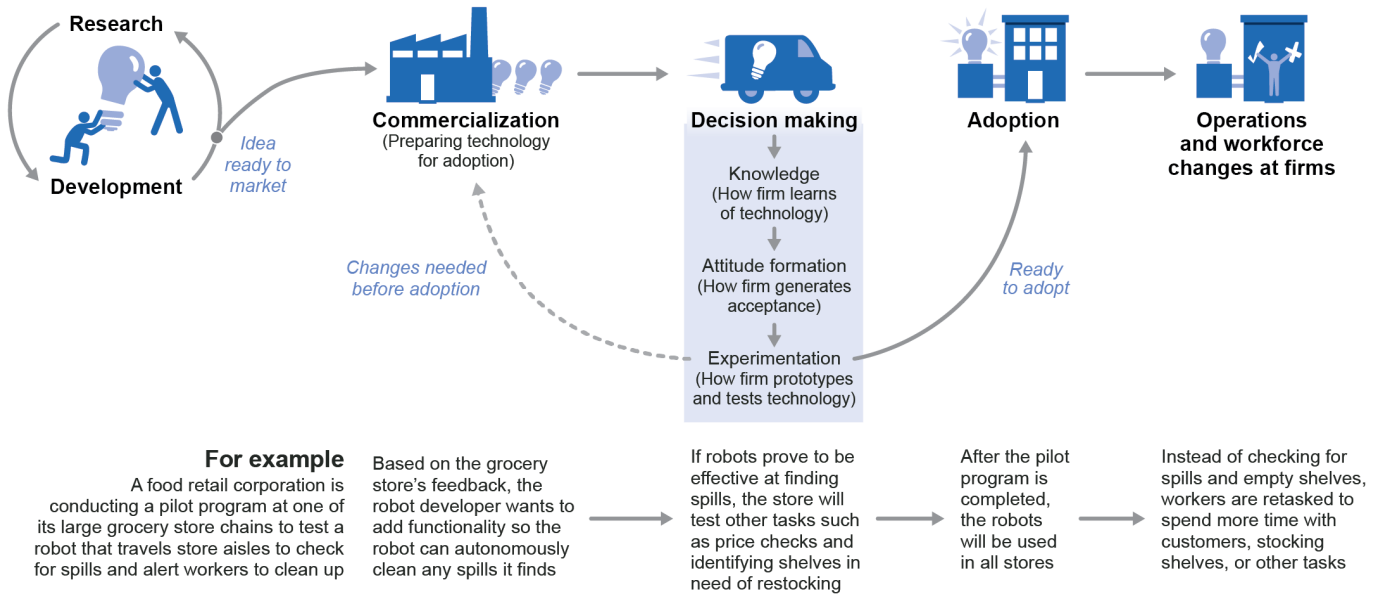 Research
Development
Idea
ready to
market
Commercialization
(Preparing technology
for adoption)
Changes needed
before adoption
Decision making
Knowledge
(How firm learns
of technology)
Attitude formation
(How firm generates
acceptance)
Experimentation
(How firm prototypes
and tests technology)
Ready
to adopt
Adoption
Operations
and workforce
changes at firms
For example
A food retail corporation is
conducting a pilot program at one of
its large grocery store chains to test a
robot that travels store aisles to check
for spills and alert workers to clean up
Based on the grocery
store’s feedback, the
robot developer wants to
add functionality so the
robot can autonomously
clean any spills it finds
If robots prove to be
effective at finding
spills, the store will
test other tasks such
as price checks and
identifying shelves in
need of restocking
After the pilot
program is
completed,
the robots
will be used
in all stores
Instead of checking for
spills and empty shelves,
workers are retasked to
spend more time with
customers, stocking
shelves, or other tasks